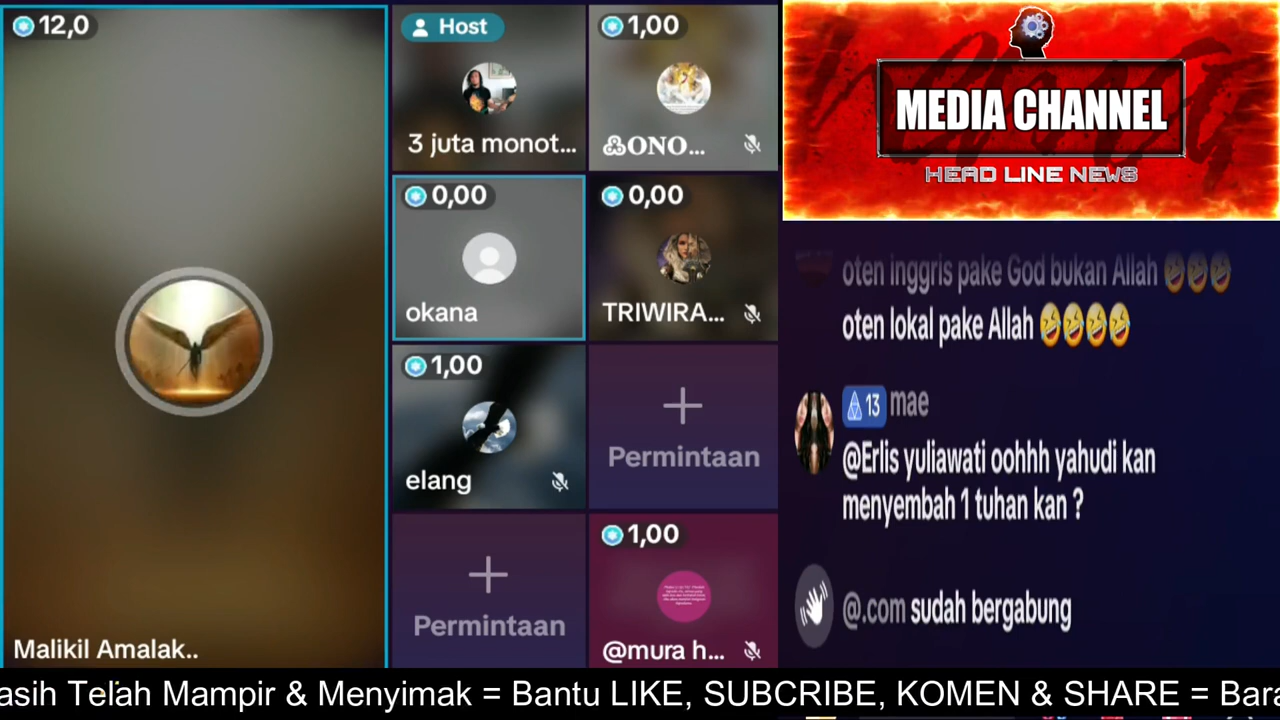 12,0
Malikil Amalak..
Host
3 juta monot...
1,00
ONO...
0,00
okana
0,00
TRIWIRA...
1,00
elang
Permintaan
Permintaan
1,00
@mura h...
MEDIA CHANNEL
HEAD LINE NEWS
oten inggris pake God bukan Allah 🤣🤣🤣
oten lokal pake Allah 🤣🤣🤣🤣
13 mae
@Erlis yuliawati oohhh yahudi kan
menyembah 1 tuhan kan ?
@.com sudah bergabung
asih Telah Mampir & Menyimak = Bantu LIKE, SUBCRIBE, KOMEN & SHARE = Bara